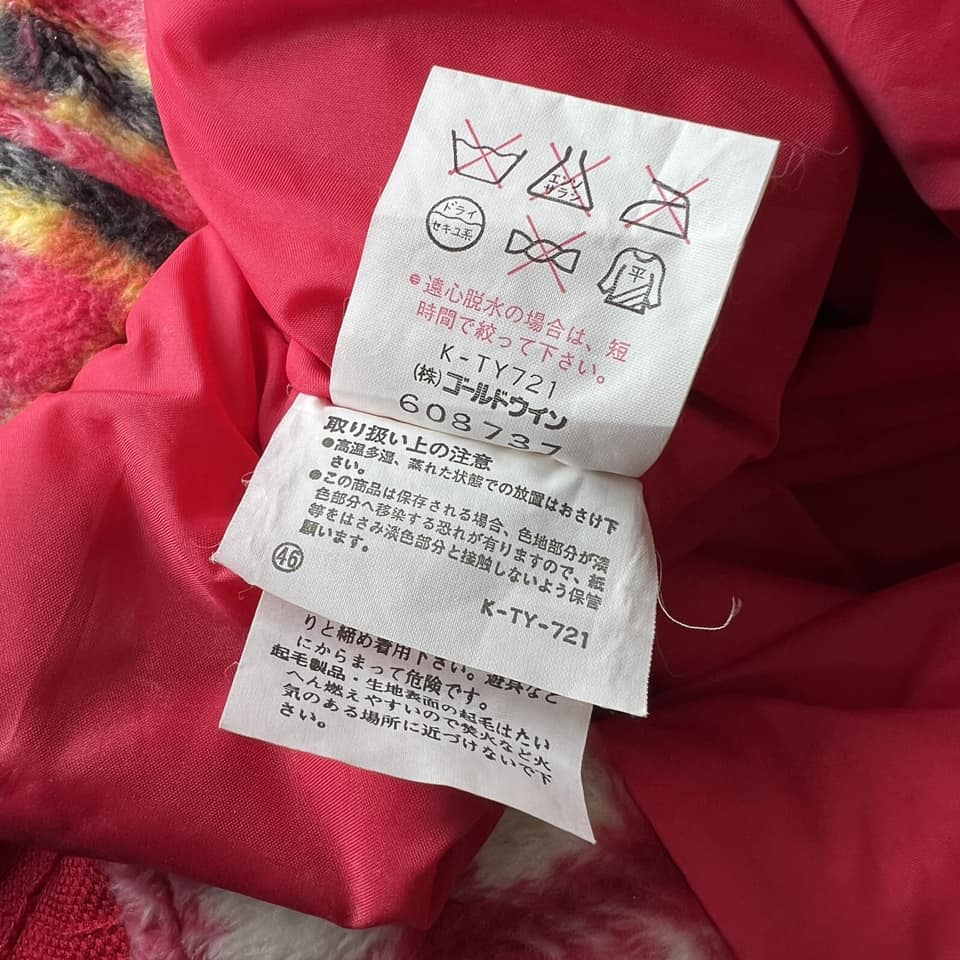 エンソ
サラシ
ドライ
セキユ系
平
●遠心脱水の場合は、短
時間で絞って下さい。
K-TY721
(株)ゴールドウイン
608737
取り扱い上の注意
●高温多湿、蒸れた状態での放置はおさけ下
さい。
●この商品は保存される場合、色地部分が淡
色部分へ移染する恐れが有りますので、紙
等をはさみ淡色部分と接触しないよう保管
願います。
46
K-TY-721
りと締め着用下さい。遊具など
にからまって危険です。
起毛製品・生地表面の起毛はたい
へん燃えやすいので焚火など火
気のある場所に近づけないで下
さい。